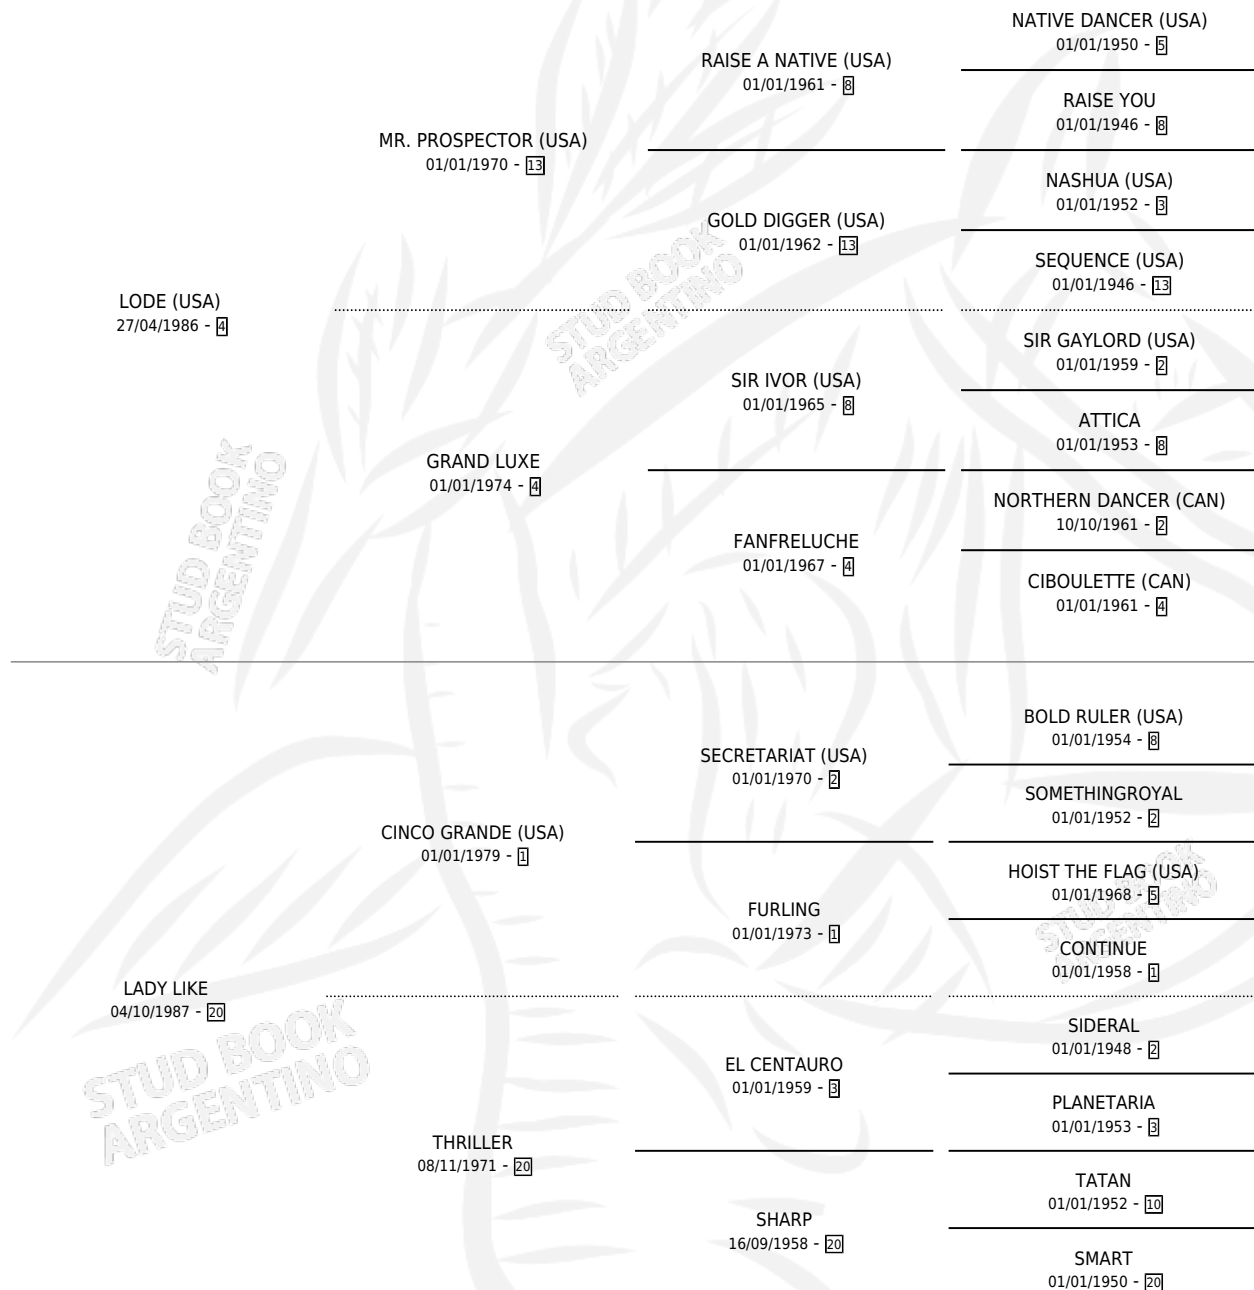 NATIVE DANCER (USA)
01/01/1950 - 5
RAISE A NATIVE (USA)
01/01/1961 - 8
RAISE YOU
01/01/1946 - 8
MR. PROSPECTOR (USA)
01/01/1970 - 13
NASHUA (USA)
01/01/1952 - 3
GOLD DIGGER (USA)
01/01/1962 - 13
SEQUENCE (USA)
01/01/1946 - 13
LODE (USA)
27/04/1986 - 4
STUD BOOK
ARGENTINO
SIR GAYLORD (USA)
01/01/1959 - 2
SIR IVOR (USA)
01/01/1965 - 8
ATTICA
01/01/1953 - 8
GRAND LUXE
01/01/1974 - 4
NORTHERN DANCER (CAN)
10/10/1961 - 2
FANFRELUCHE
01/01/1967 - 4
CIBOULETTE (CAN)
01/01/1961 - 4
STUD BOOK
ARGENTINO
BOLD RULER (USA)
01/01/1954 - 8
SECRETARIAT (USA)
01/01/1970 - 2
SOMETHINGROYAL
01/01/1952 - 2
CINCO GRANDE (USA)
01/01/1979 - 1
HOIST THE FLAG (USA)
01/01/1968 - 5
STUD BOOK
ARGENTINO
FURLING
01/01/1973 - 1
CONTINUE
01/01/1958 - 1
LADY LIKE
04/10/1987 - 20
STUD BOOK
ARGENTINO
SIDERAL
01/01/1948 - 2
EL CENTAURO
01/01/1959 - 3
PLANETARIA
01/01/1953 - 3
THRILLER
08/11/1971 - 20
TATAN
01/01/1952 - 10
SHARP
16/09/1958 - 20
SMART
01/01/1950 - 20